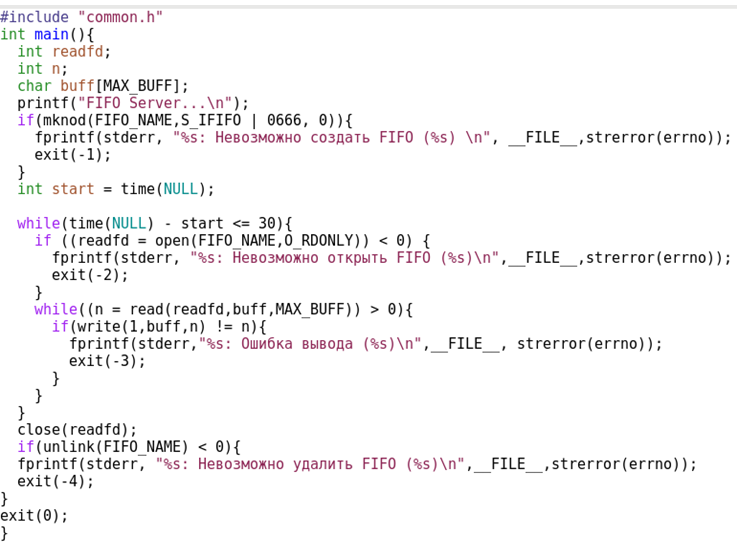 #include "common.h"
int main(){
  int readfd;
  int n;
  char buff[MAX_BUFF];
  printf("FIFO Server...\n");
  if(mknod(FIFO_NAME,S_IFIFO | 0666, 0)){
    fprintf(stderr, "%s: Невозможно создать FIFO (%s) \n", __FILE__,strerror(errno));
    exit(-1);
  }
  int start = time(NULL);

  while(time(NULL) - start <= 30){
    if ((readfd = open(FIFO_NAME,O_RDONLY)) < 0) {
      fprintf(stderr, "%s: Невозможно открыть FIFO (%s)\n",__FILE__,strerror(errno));
      exit(-2);
    }
    while((n = read(readfd,buff,MAX_BUFF)) > 0){
      if(write(1,buff,n) != n){
        fprintf(stderr,"%s: Ошибка вывода (%s)\n",__FILE__, strerror(errno));
        exit(-3);
      }
    }
  }
  close(readfd);
  if(unlink(FIFO_NAME) < 0){
  fprintf(stderr, "%s: Невозможно удалить FIFO (%s)\n",__FILE__,strerror(errno));
  exit(-4);
}
exit(0);
}